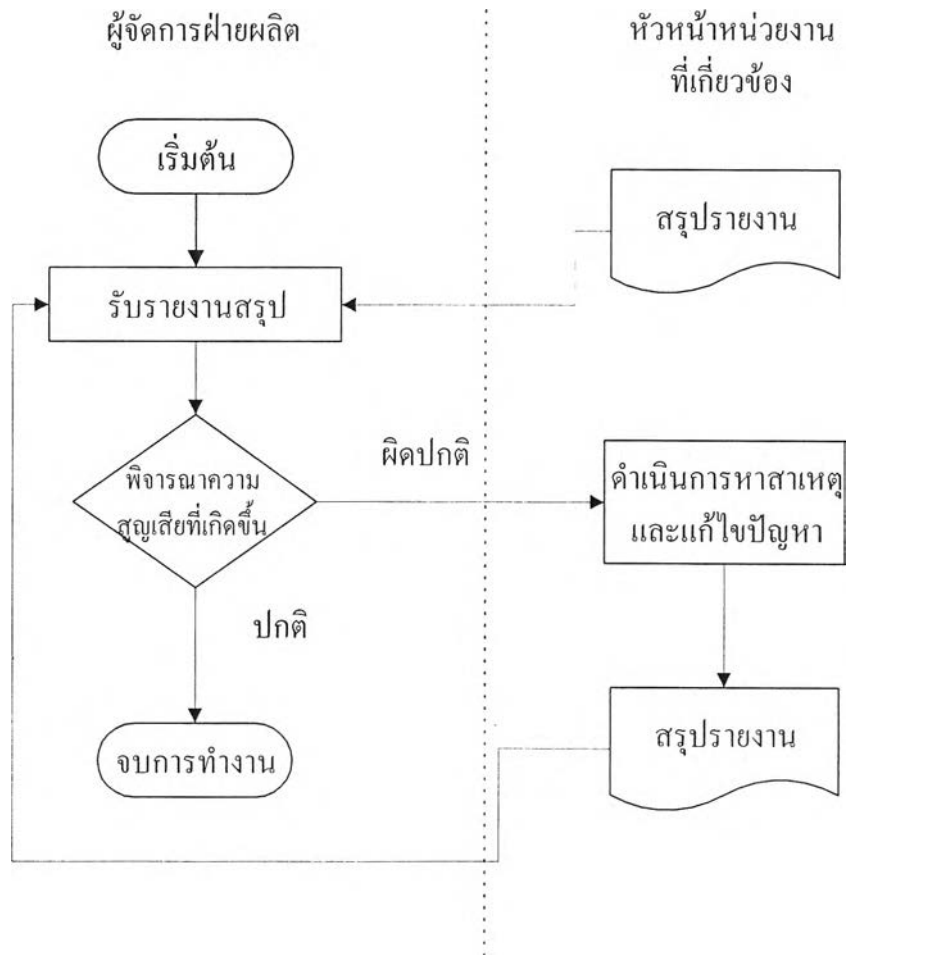 ผู้จัดการฝ่ายผลิต
หัวหน้าหน่วยงาน
ที่เกี่ยวข้อง
เริ่มต้น
สรุปรายงาน
รับรายงานสรุป
ผิดปกติ
พิจารณาความ
สูญเสียที่เกิดขึ้น
ดำเนินการหาสาเหตุ
และแก้ไขปัญหา
ปกติ
จบการทำงาน
สรุปรายงาน